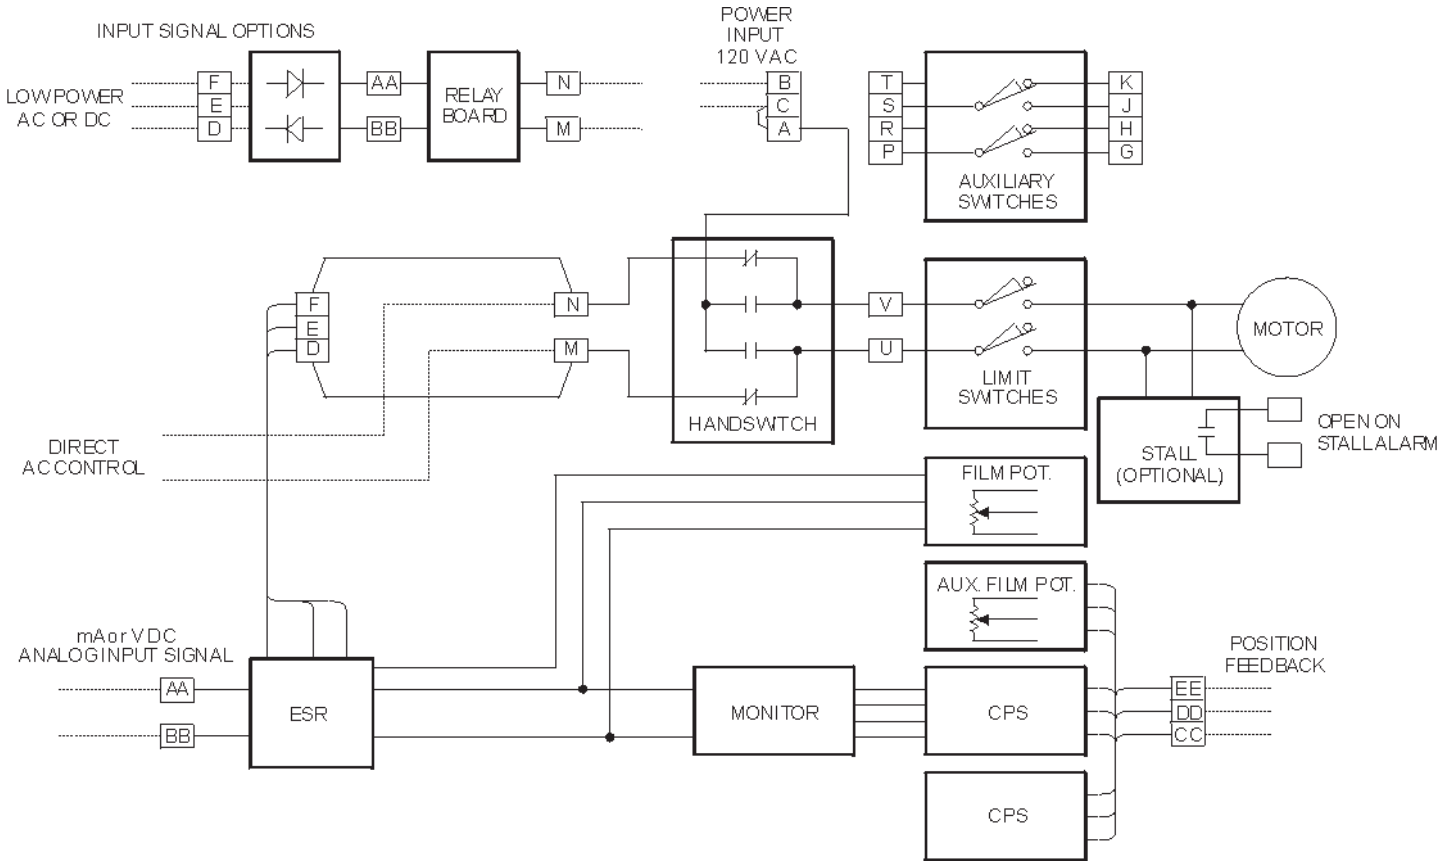 INPUT SIGNAL OPTIONS
LOW POWER
AC OR DC
F
E
D
AA
BB
RELAY
BOARD
N
M
POWER
INPUT
120 VAC
B
C
A
T
S
R
P
K
J
H
G
AUXILIARY
SWITCHES
F
E
D
N
M
HANDSWITCH
V
U
LIMIT
SWITCHES
MOTOR
STALL
(OPTIONAL)
OPEN ON
STALL ALARM
DIRECT
AC CONTROL
FILM POT.
AUX. FILM POT.
mA or VDC
ANALOG INPUT SIGNAL
AA
BB
ESR
MONITOR
CPS
POSITION
FEEDBACK
EE
DD
CC
CPS